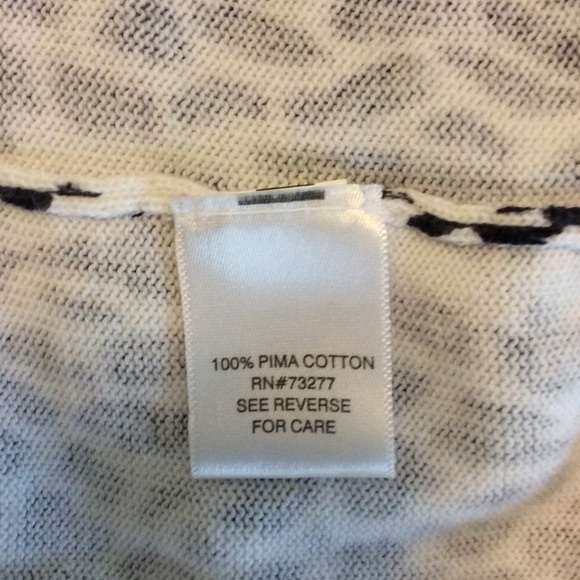 100% PIMA COTTON
RN#73277
SEE REVERSE
FOR CARE